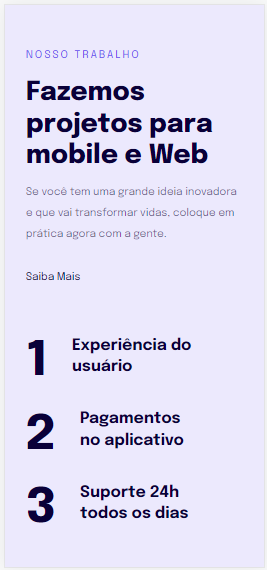 NOSSO TRABALHO
Fazemos
projetos para
mobile e Web
Se você tem uma grande ideia inovadora
e que vai transformar vidas, coloque em
prática agora com a gente.
Saiba Mais
1 Experiência do
usuário
2 Pagamentos
no aplicativo
3 Suporte 24h
todos os dias